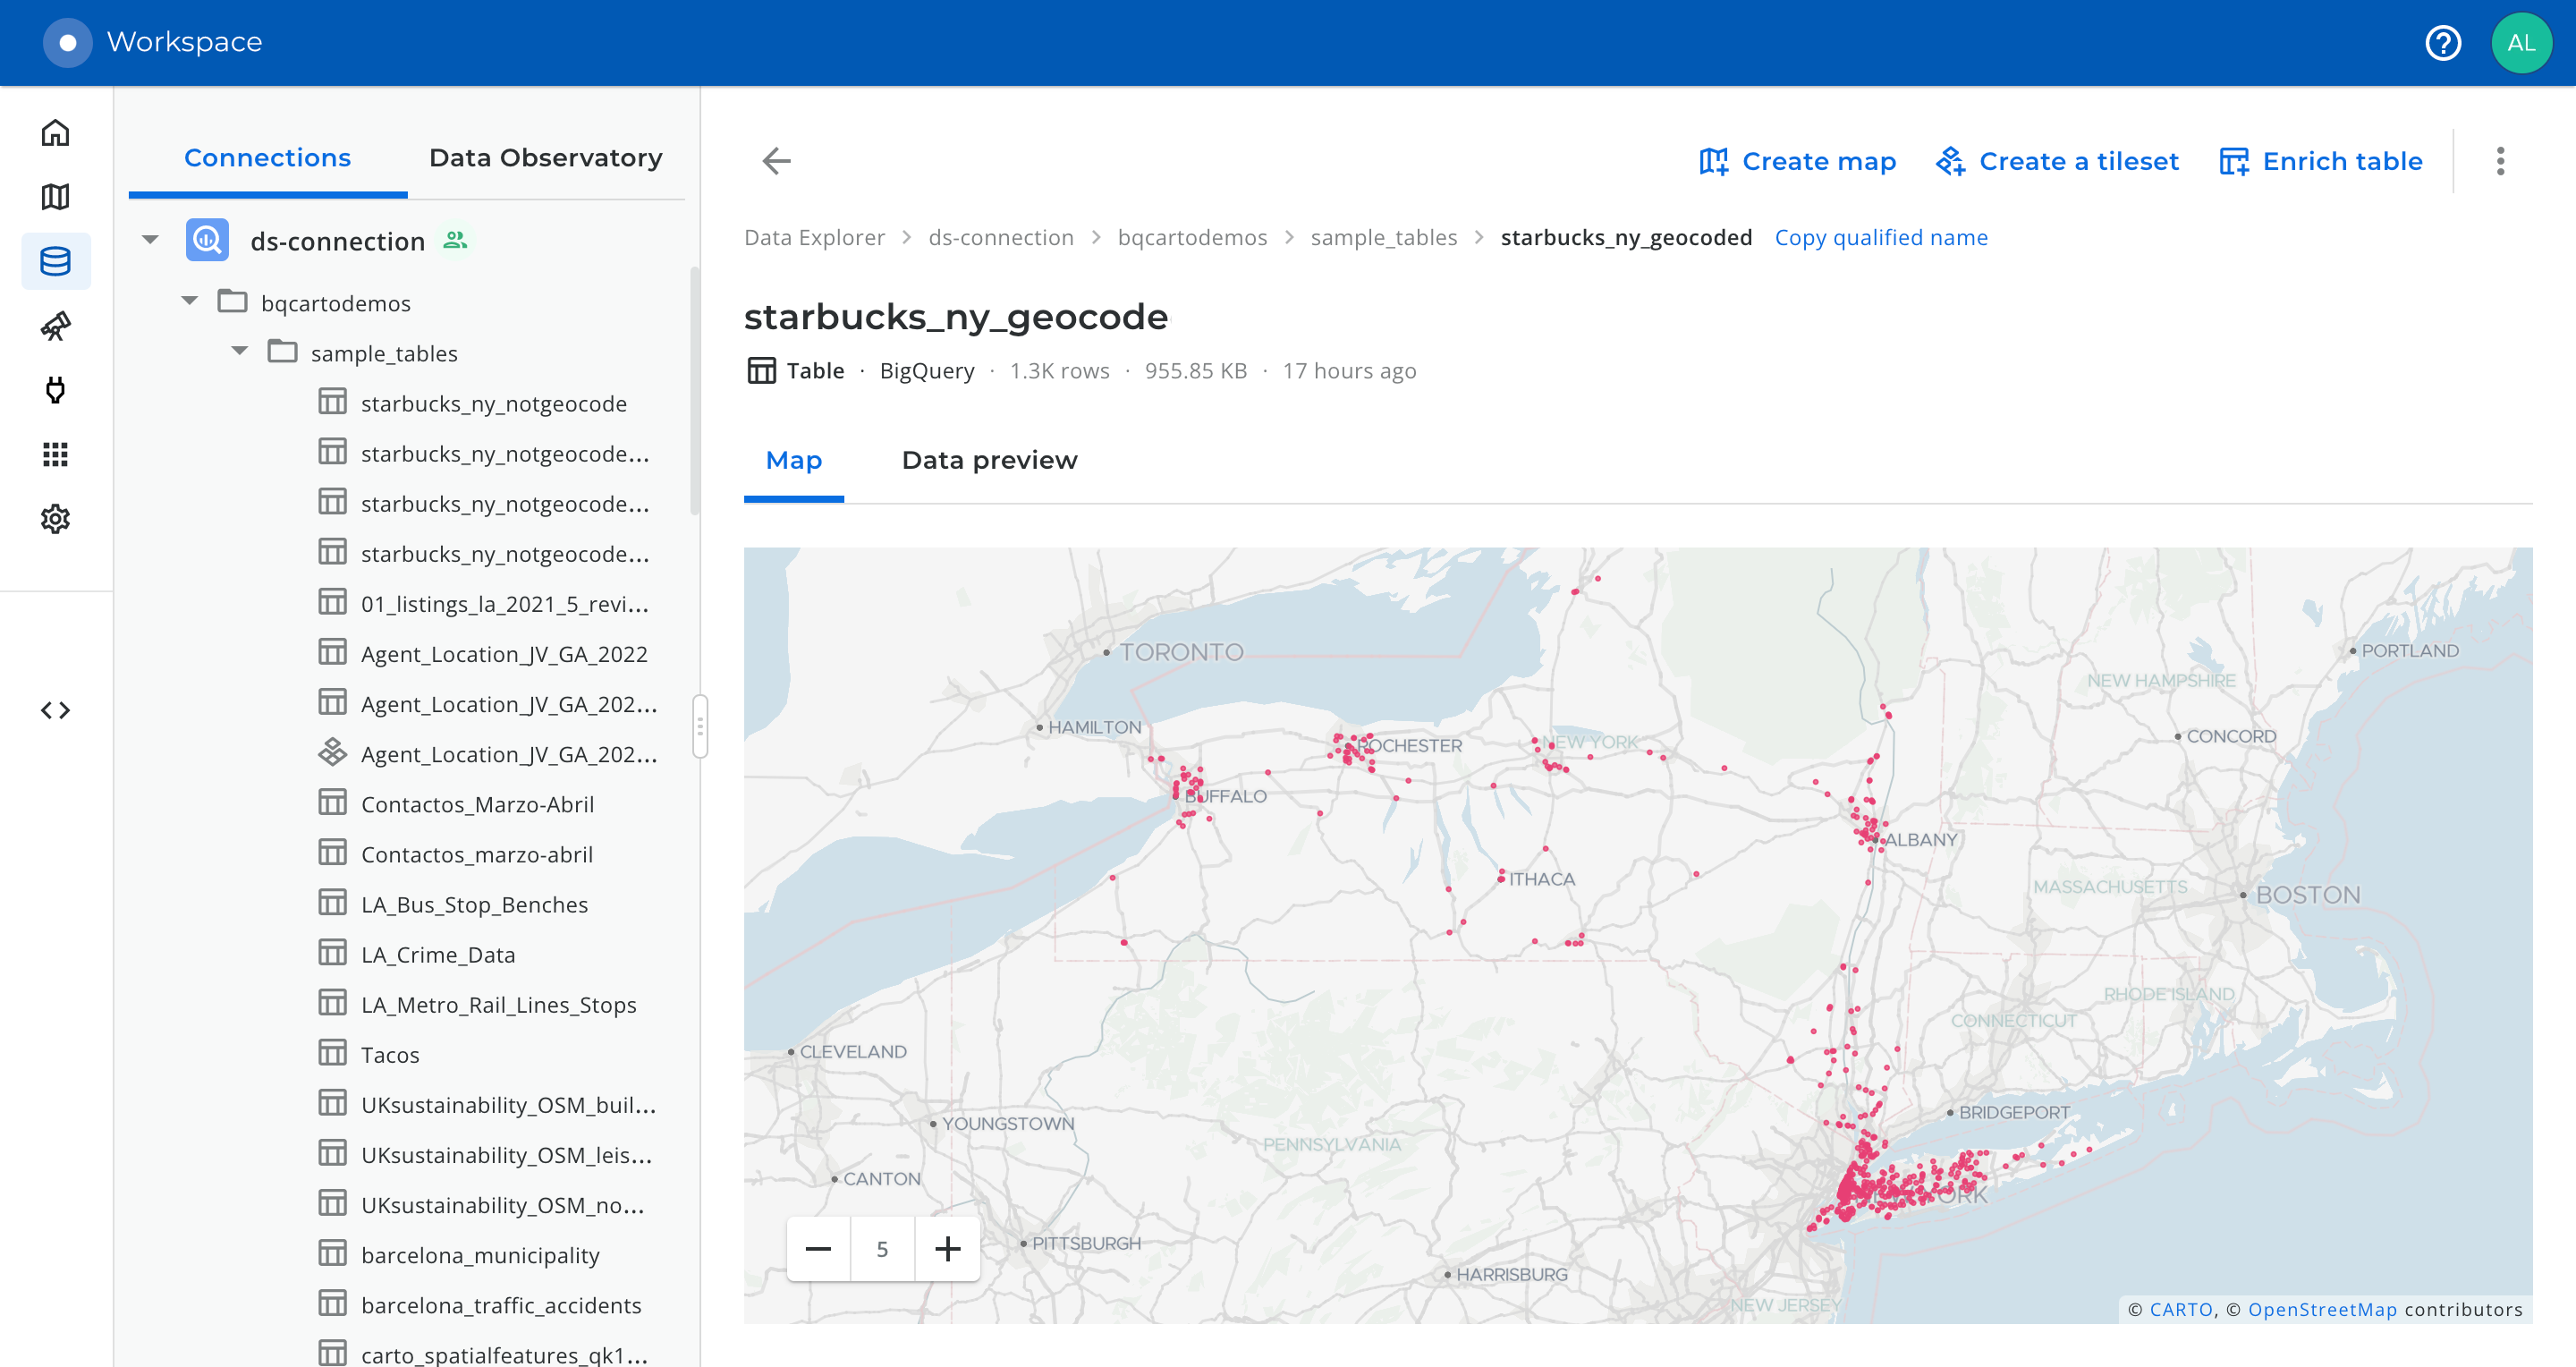 Workspace
AL
Connections
Data Observatory
ds-connection
bqcartodemos
sample_tables
starbucks_ny_notgeocode
starbucks_ny_notgeocode...
starbucks_ny_notgeocode...
starbucks_ny_notgeocode...
01_listings_la_2021_5_revi...
Agent_Location_JV_GA_2022
Agent_Location_JV_GA_202...
Agent_Location_JV_GA_202...
Contactos_Marzo-Abril
Contactos_marzo-abril
LA_Bus_Stop_Benches
LA_Crime_Data
LA_Metro_Rail_Lines_Stops
Tacos
UKsustainability_OSM_buil...
UKsustainability_OSM_leis...
UKsustainability_OSM_no...
barcelona_municipality
barcelona_traffic_accidents
carto_spatialfeatures_qk1...
Create map
Create a tileset
Enrich table
Data Explorer > ds-connection > bqcartodemos > sample_tables > starbucks_ny_geocoded Copy qualified name
starbucks_ny_geocode
Table · BigQuery · 1.3K rows · 955.85 KB · 17 hours ago
Map
Data preview
TORONTO
PORTLAND
NEW HAMPSHIRE
HAMILTON
CONCORD
ROCHESTER
NEW YORK
BUFFALO
ALBANY
ITHACA
MASSACHUSETTS
BOSTON
RHODE ISLAND
CONNECTICUT
CLEVELAND
BRIDGEPORT
YOUNGSTOWN
PENNSYLVANIA
CANTON
PITTSBURGH
HARRISBURG
NEW JERSEY
5
© CARTO, © OpenStreetMap contributors